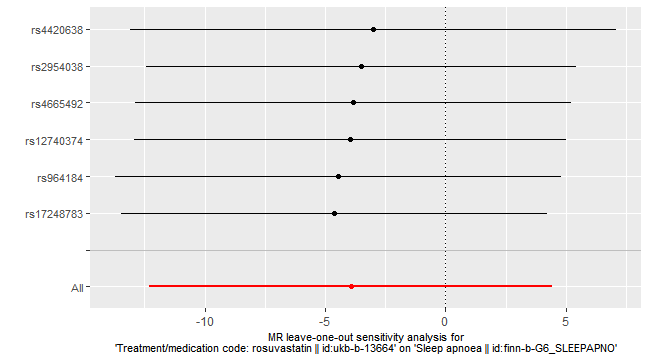 rs4420638
rs2954038
rs4665492
rs12740374
rs964184
rs17248783
All
-10 -5 0 5
MR leave-one-out sensitivity analysis for
'Treatment/medication code: rosuvastatin || id:ukb-b-13664' on 'Sleep apnoea || id:finn-b-G6_SLEEPAPNO'